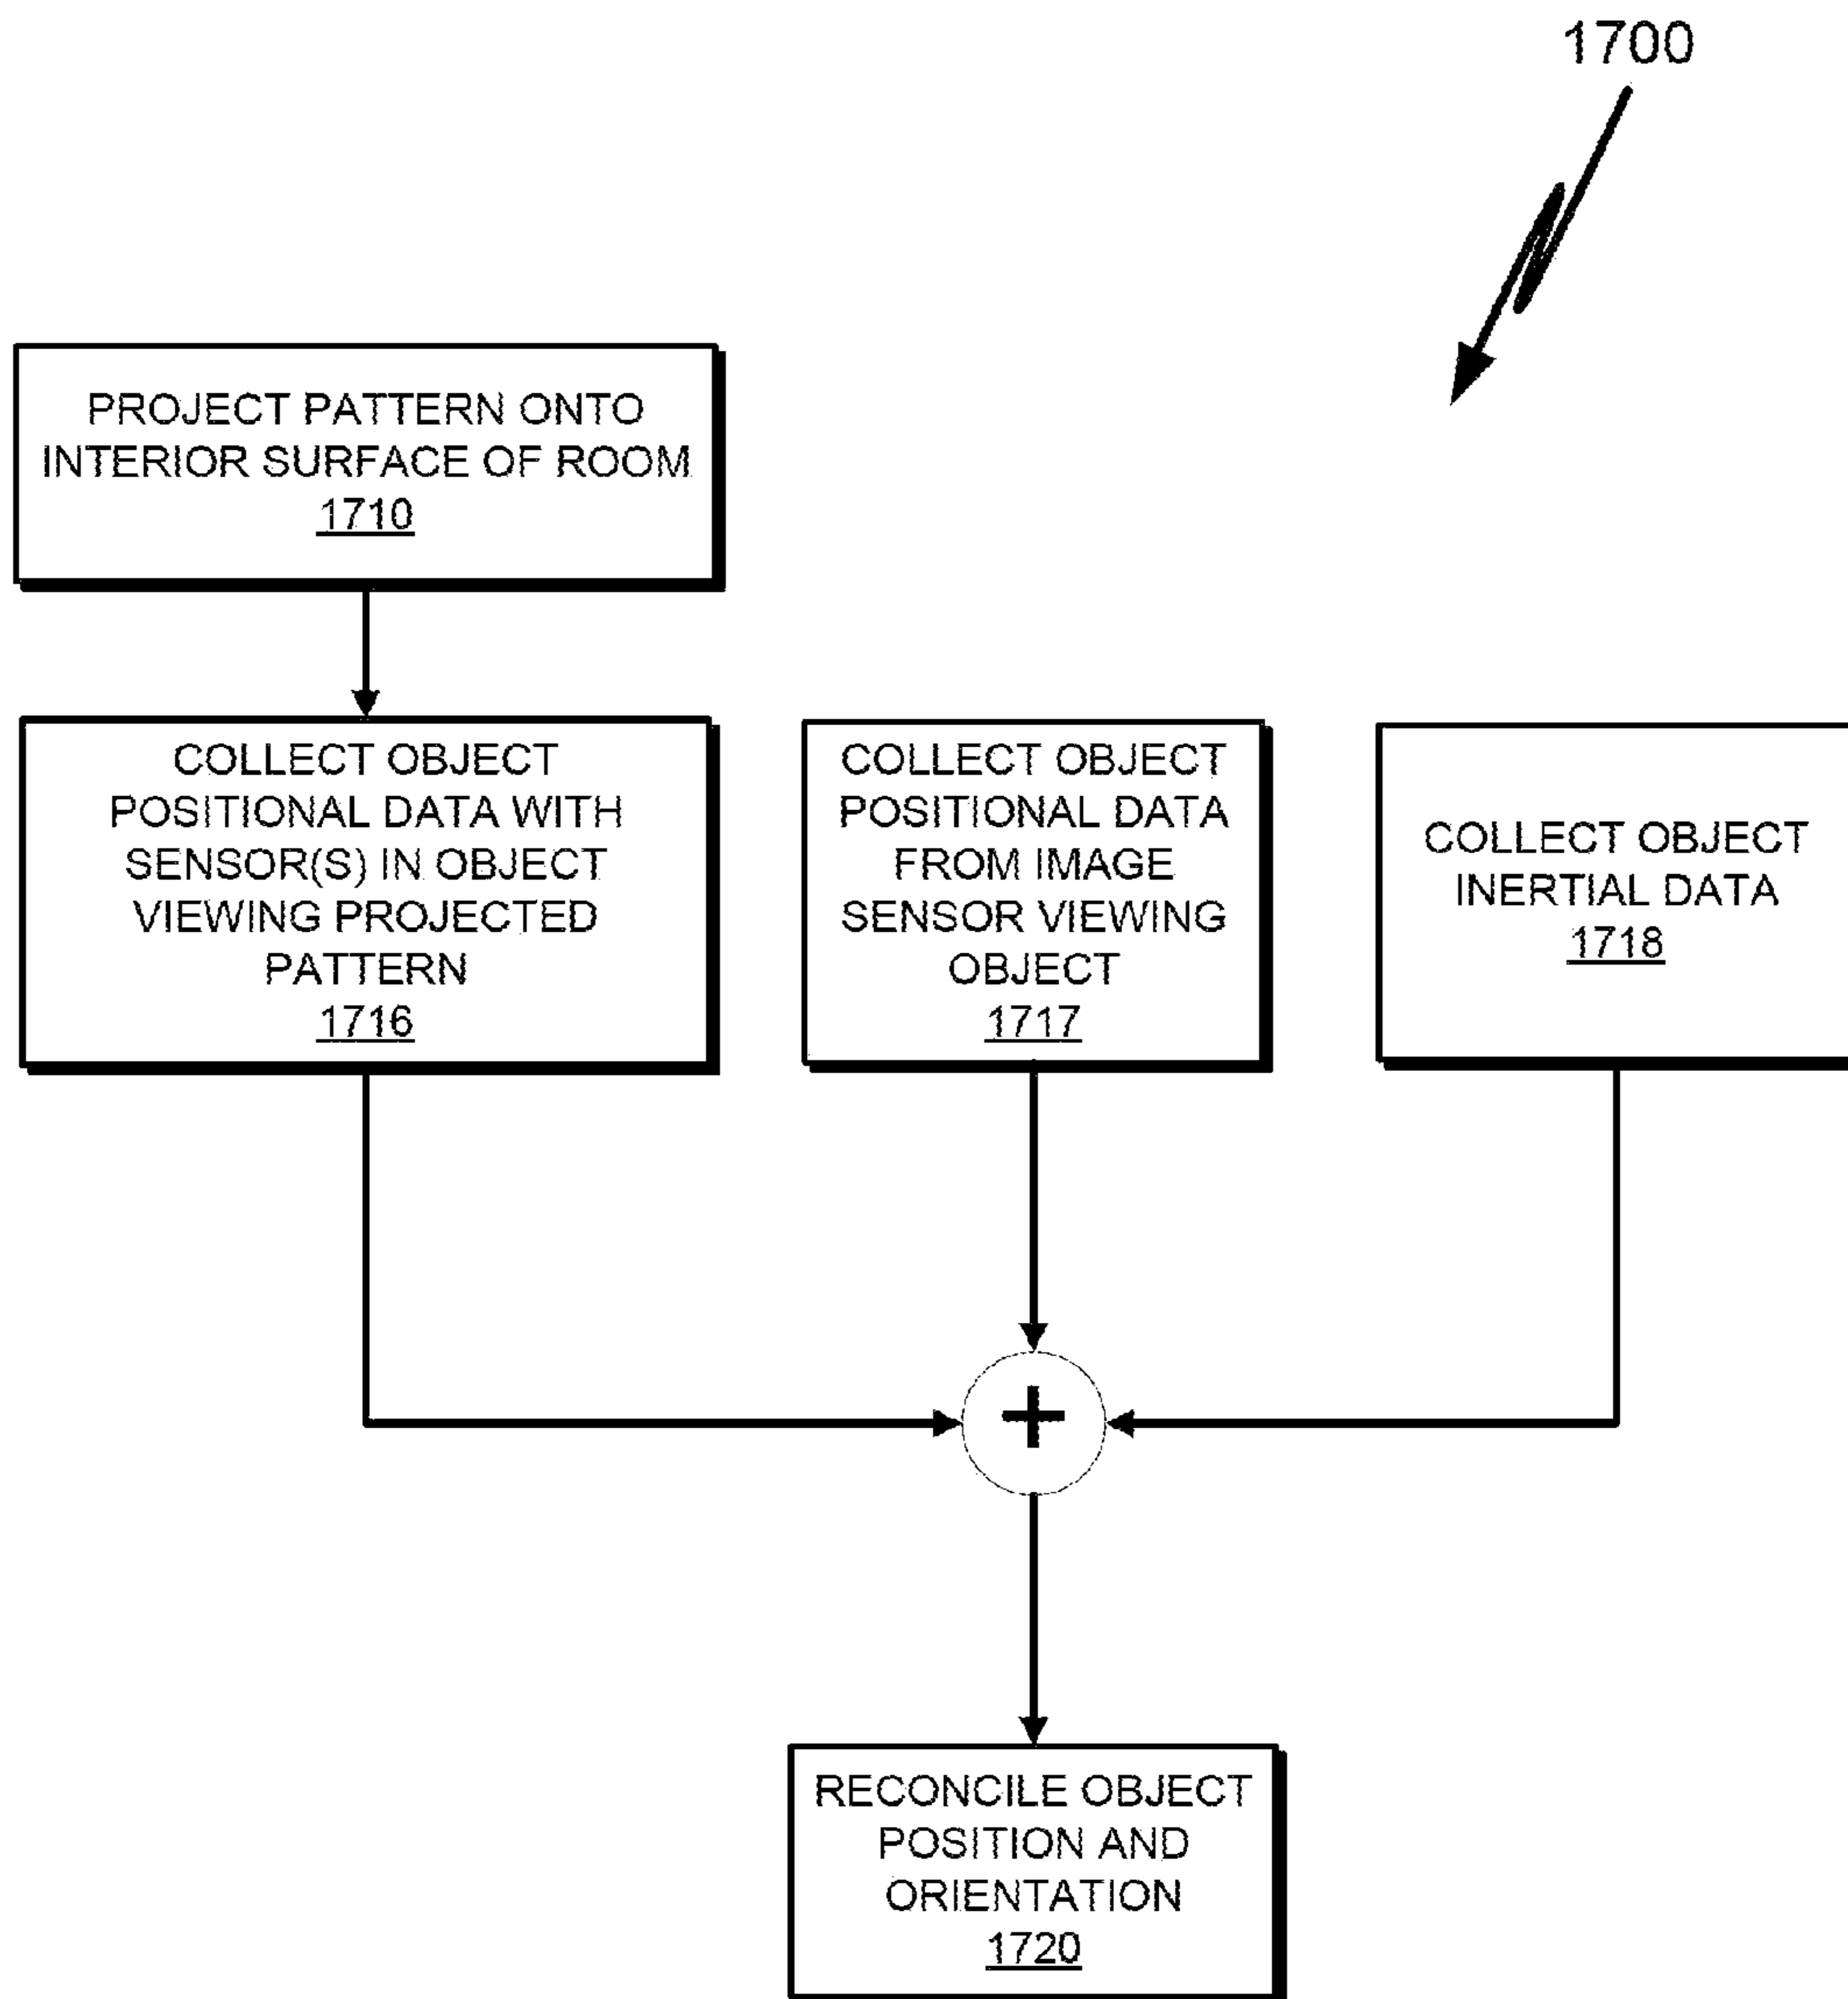 1700
PROJECT PATTERN ONTO
INTERIOR SURFACE OF ROOM
1710
COLLECT OBJECT
POSITIONAL DATA WITH
SENSOR(S) IN OBJECT
VIEWING PROJECTED
PATTERN
1716
COLLECT OBJECT
POSITIONAL DATA
FROM IMAGE
SENSOR VIEWING
OBJECT
1717
COLLECT OBJECT
INERTIAL DATA
1718
+
RECONCILE OBJECT
POSITION AND
ORIENTATION
1720